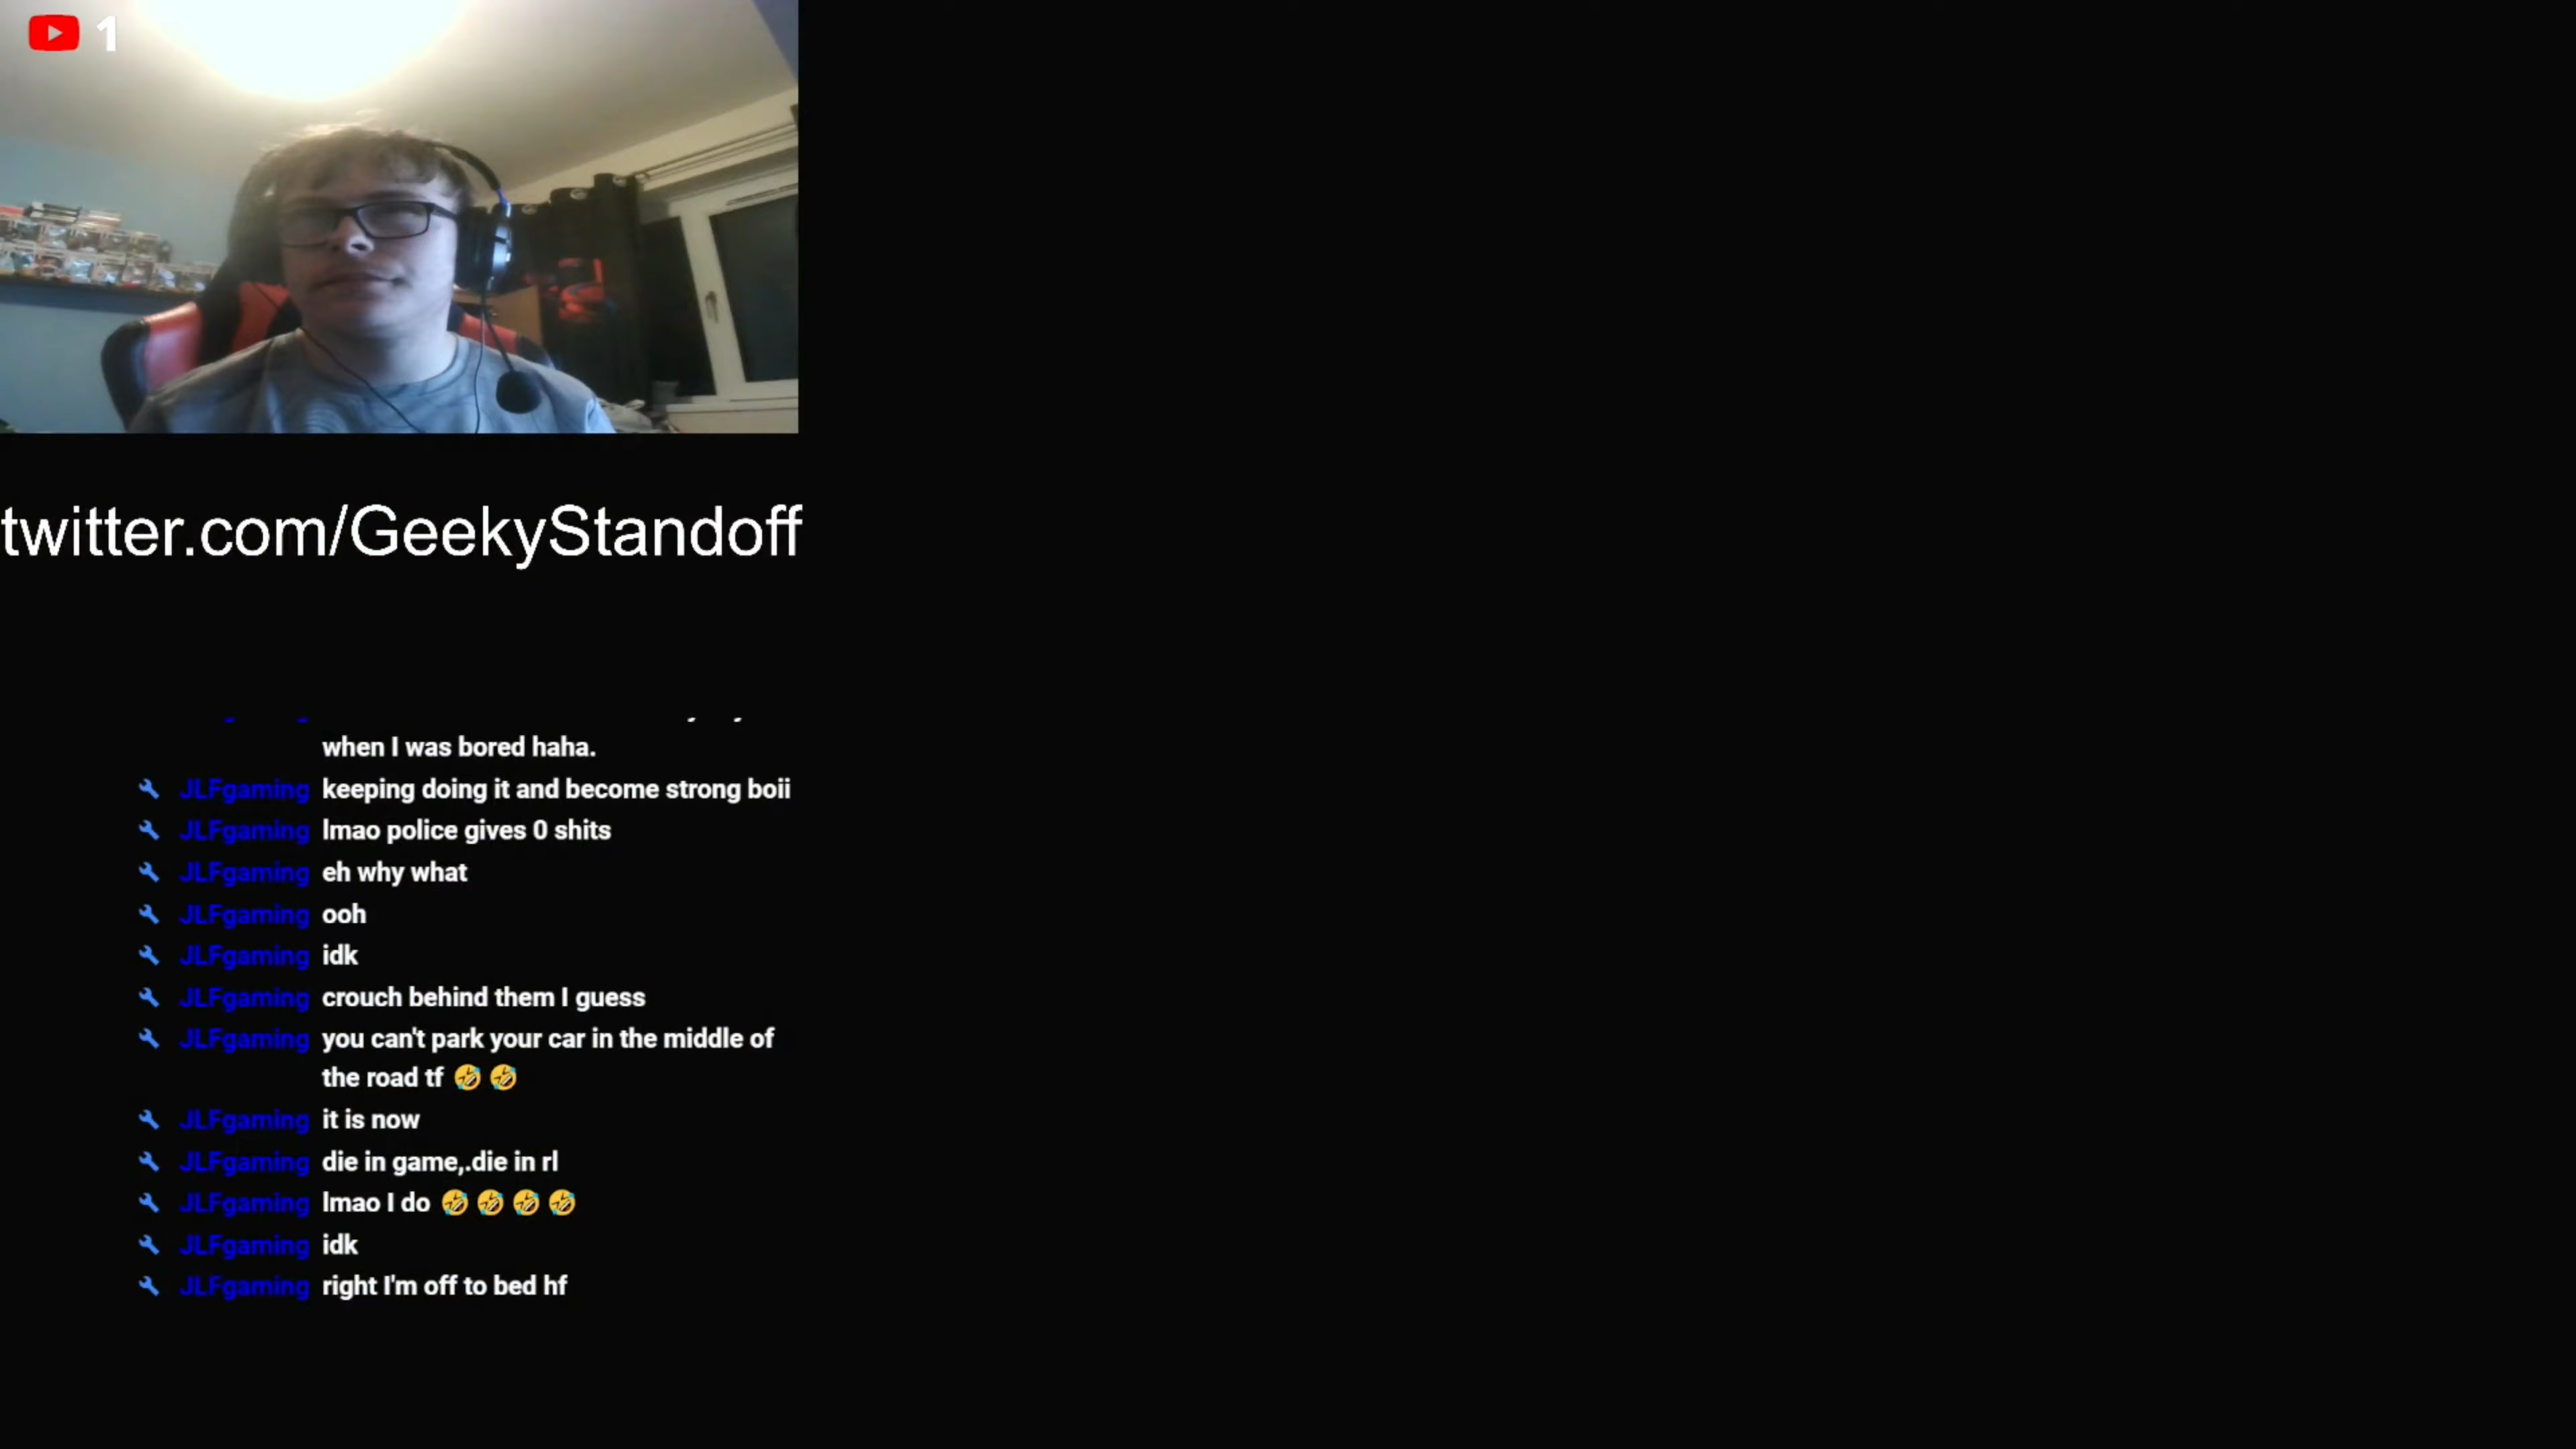 1
twitter.com/GeekyStandoff
when I was bored haha.
JLFgaming keeping doing it and become strong boii
JLFgaming lmao police gives 0 shits
JLFgaming eh why what
JLFgaming ooh
JLFgaming idk
JLFgaming crouch behind them I guess
JLFgaming you can't park your car in the middle of
the road tf 🤣 🤣
JLFgaming it is now
JLFgaming die in game,.die in rl
JLFgaming lmao I do 🤣 🤣 🤣 🤣
JLFgaming idk
JLFgaming right I'm off to bed hf